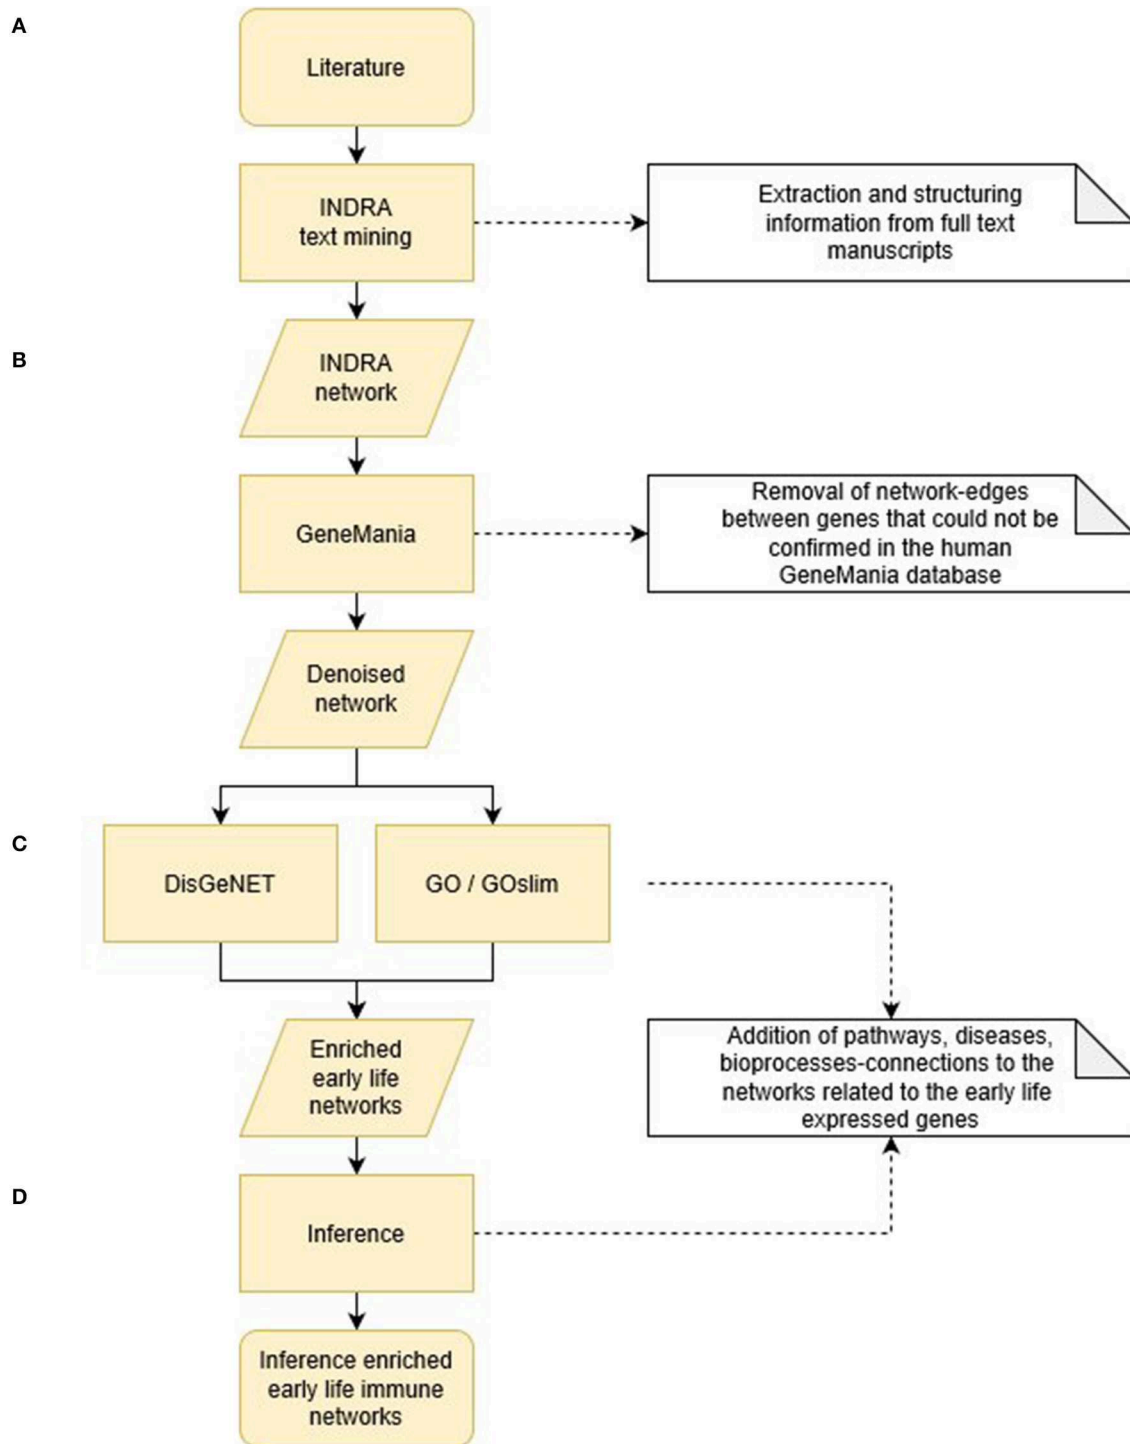 A
Literature
INDRA
text mining
Extraction and structuring
information from full text
manuscripts
B
INDRA
network
GeneMania
Removal of network-edges
between genes that could not be
confirmed in the human
GeneMania database
Denoised
network
C
DisGeNET
GO / GOslim
Enriched
early life
networks
Addition of pathways, diseases,
bioprocesses-connections to the
networks related to the early life
expressed genes
D
Inference
Inference enriched
early life immune
networks